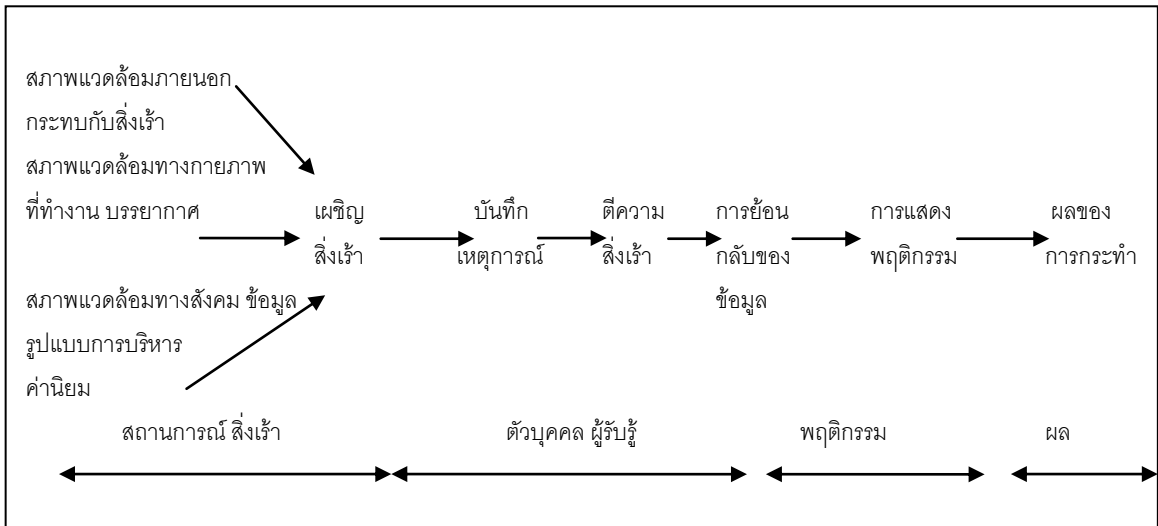 สภาพแวดล้อมภายนอก
กระทบกับสิ่งเร้า
สภาพแวดล้อมทางกายภาพ
ที่ทำงาน บรรยากาศ เผชิญ บันทึก ตีความ การย้อน การแสดง ผลของ
สิ่งเร้า เหตุการณ์ สิ่งเร้า กลับของ พฤติกรรม การกระทำ
สภาพแวดล้อมทางสังคม ข้อมูล ข้อมูล
รูปแบบการบริหาร
ค่านิยม
สถานการณ์ สิ่งเร้า ตัวบุคคล ผู้รับรู้ พฤติกรรม ผล